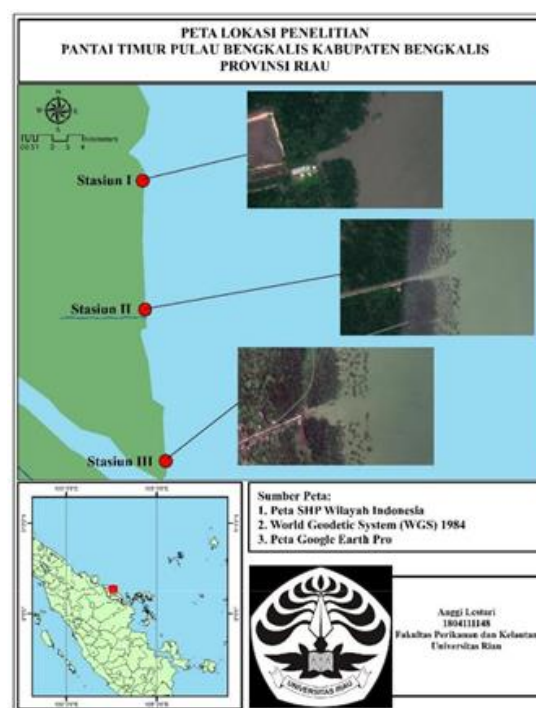 PETA LOKASI PENELITIAN
PANTAI TIMUR PULAU BENGKALIS KABUPATEN BENGKALIS
PROVINSI RIAU
N
W
E
S
Stasiun I
Stasiun II
Stasiun III
Sumber Peta:
1. Peta SHP Wilayah Indonesia
2. World Geodetic System (WGS) 1984
3. Peta Google Earth Pro
UNIVERSITAS RIAU
Anggi Lestari
1804111148
Fakultas Perikanan dan Kelautan
Universitas Riau